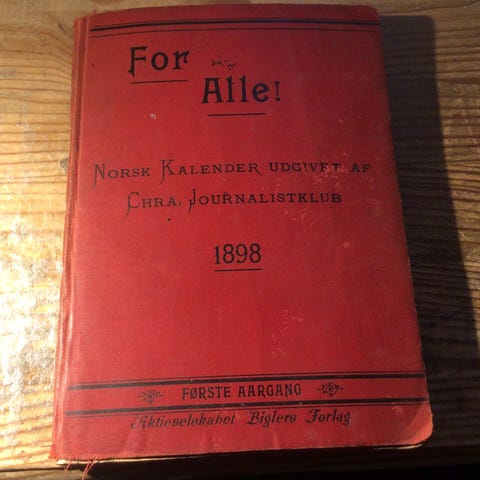 For
Alle!
NORSK KALENDER UDGIVET AF
CHRA. JOURNALISTKLUB
1898
FØRSTE AARGANG
Aktieselskabet Biglers Forlag